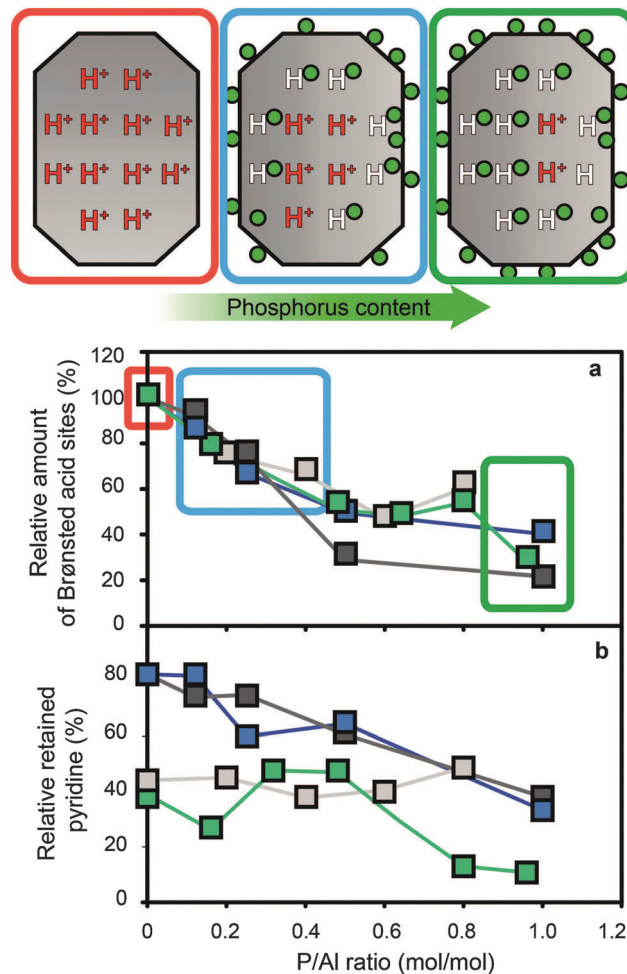 H⁺ H⁺
H⁺ H⁺ H⁺ H⁺
H⁺ H⁺ H⁺ H⁺
H⁺ H⁺
H H
H H⁺ H⁺ H
H H⁺ H⁺ H
H⁺ H
H H
H H H⁺ H
H H H⁺ H
H H
Phosphorus content
a
Relative amount
of Brønsted acid sites (%)
120
100
80
60
40
20
0
b
Relative retained
pyridine (%)
80
60
40
20
0
0 0.2 0.4 0.6 0.8 1.0 1.2
P/Al ratio (mol/mol)